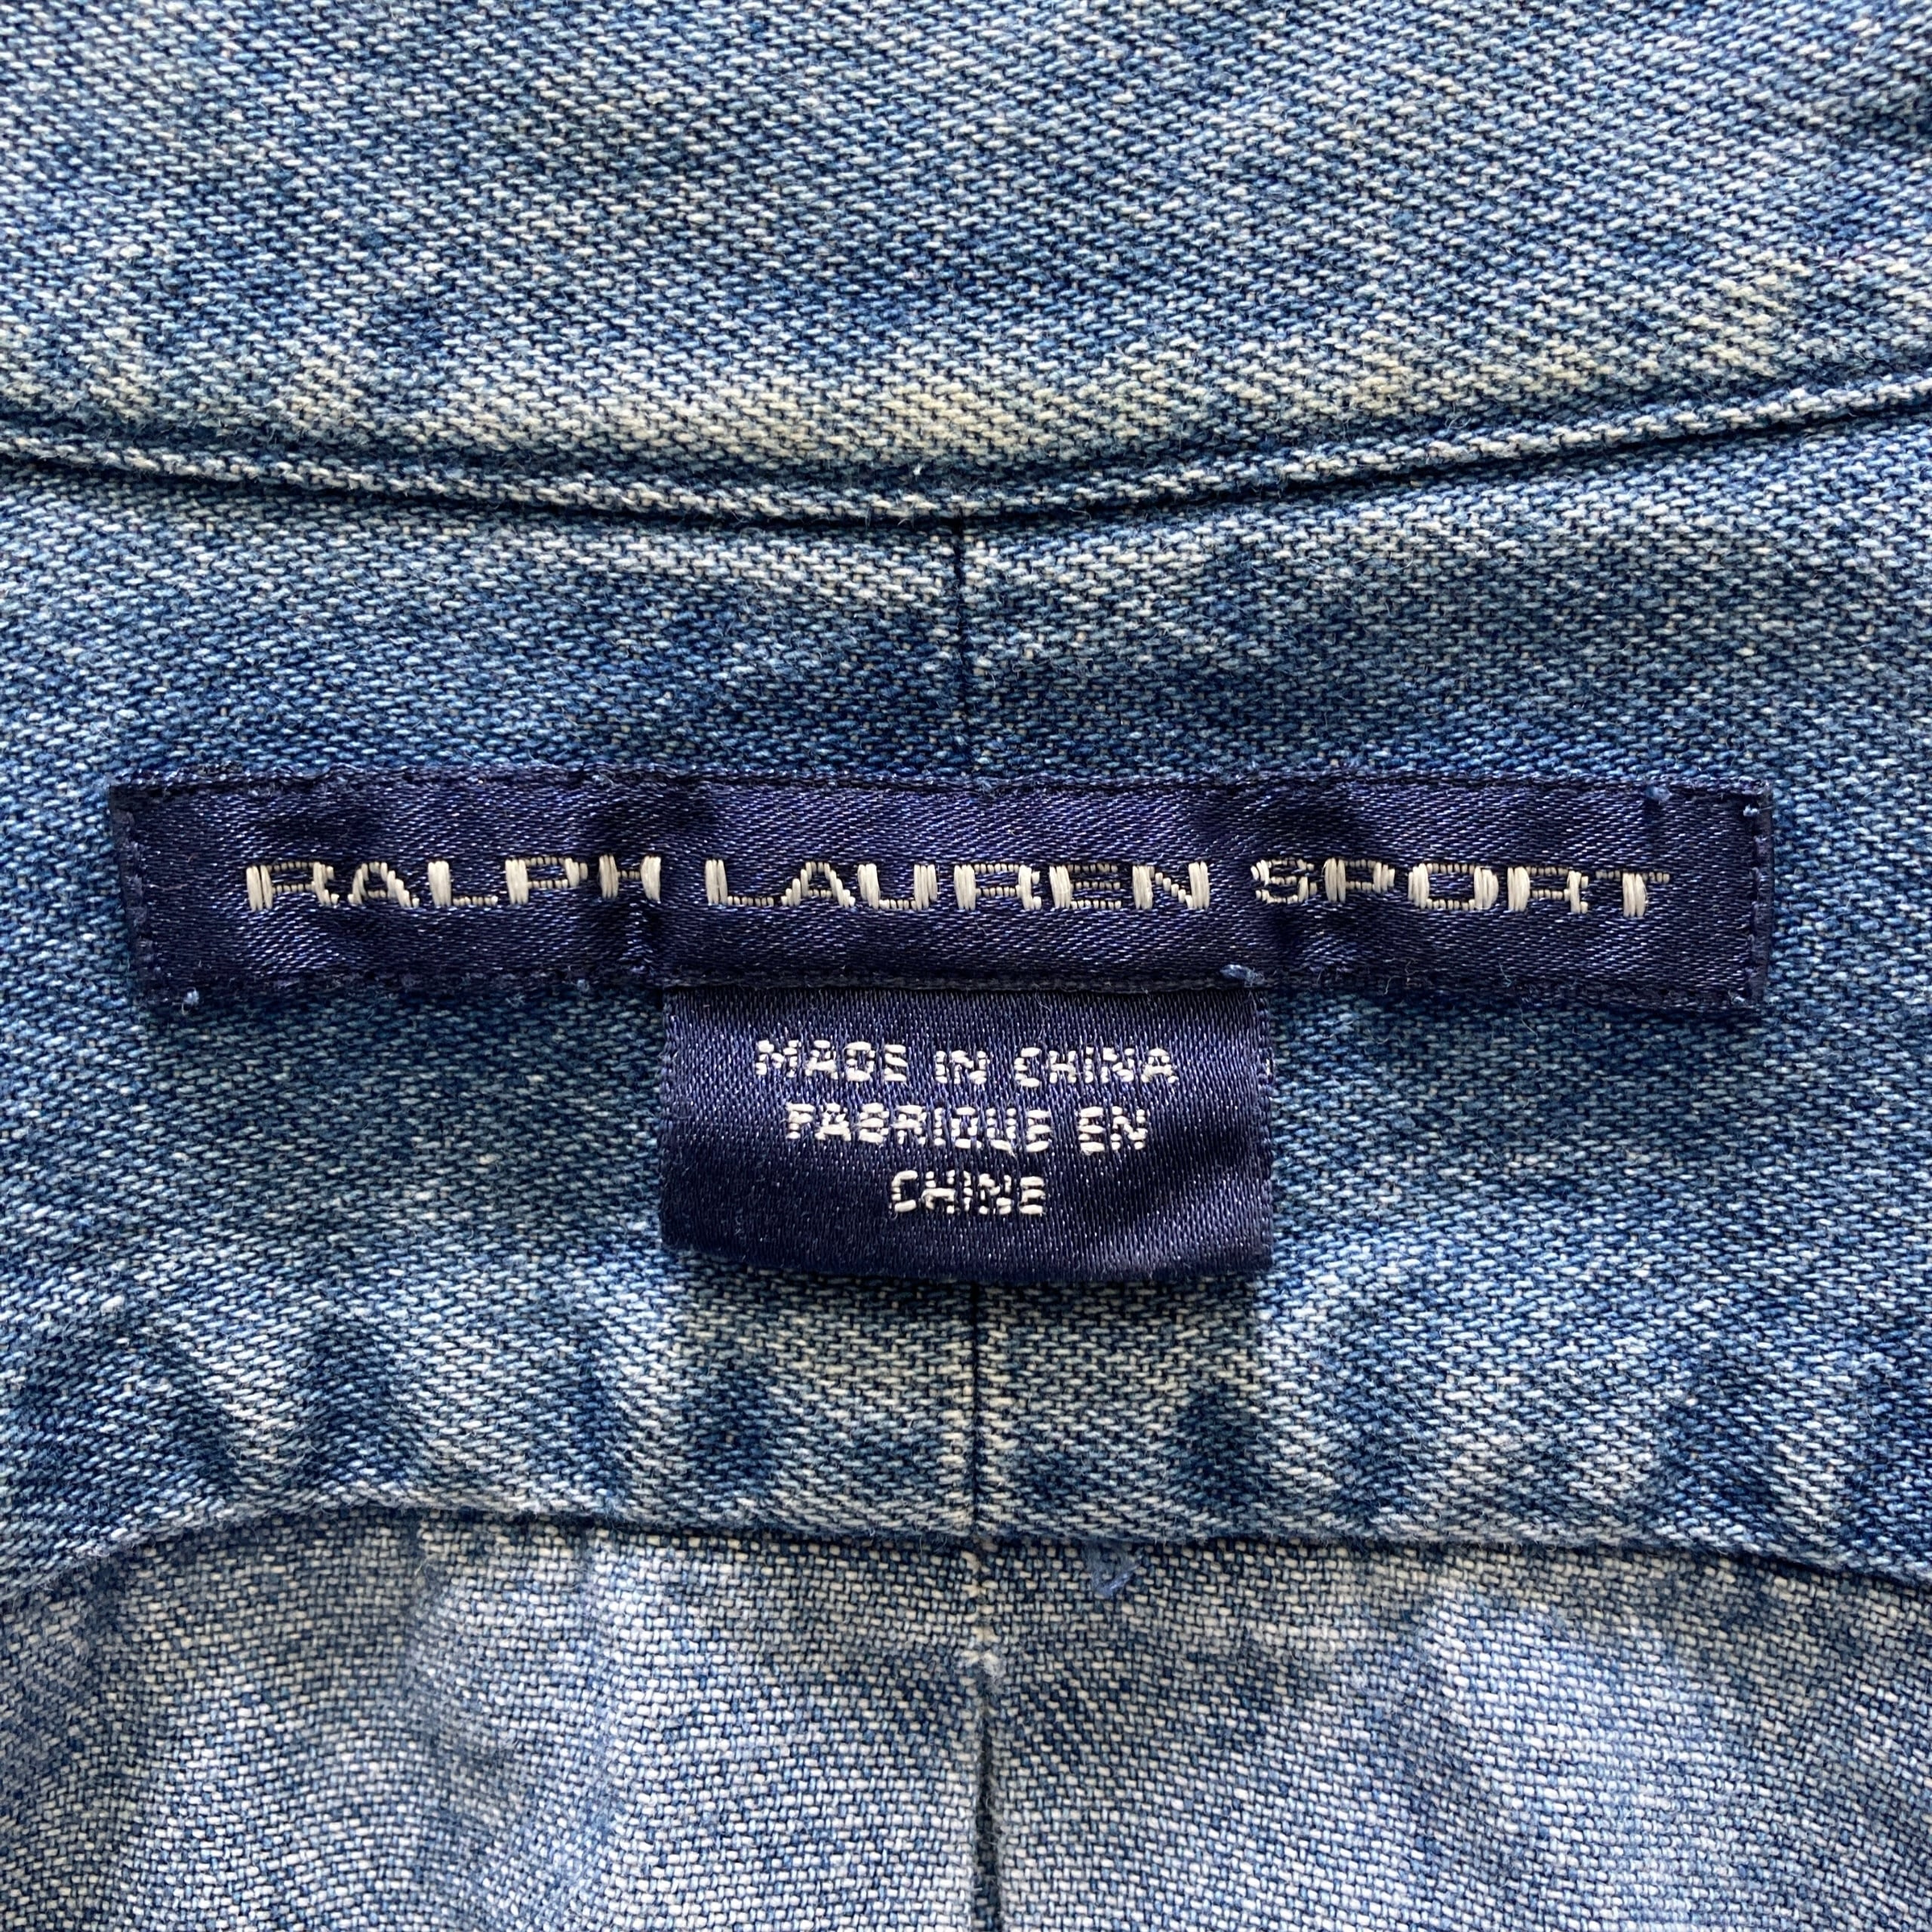 RALPH LAUREN SPORT
MADE IN CHINA
FABRIQUE EN
CHINE